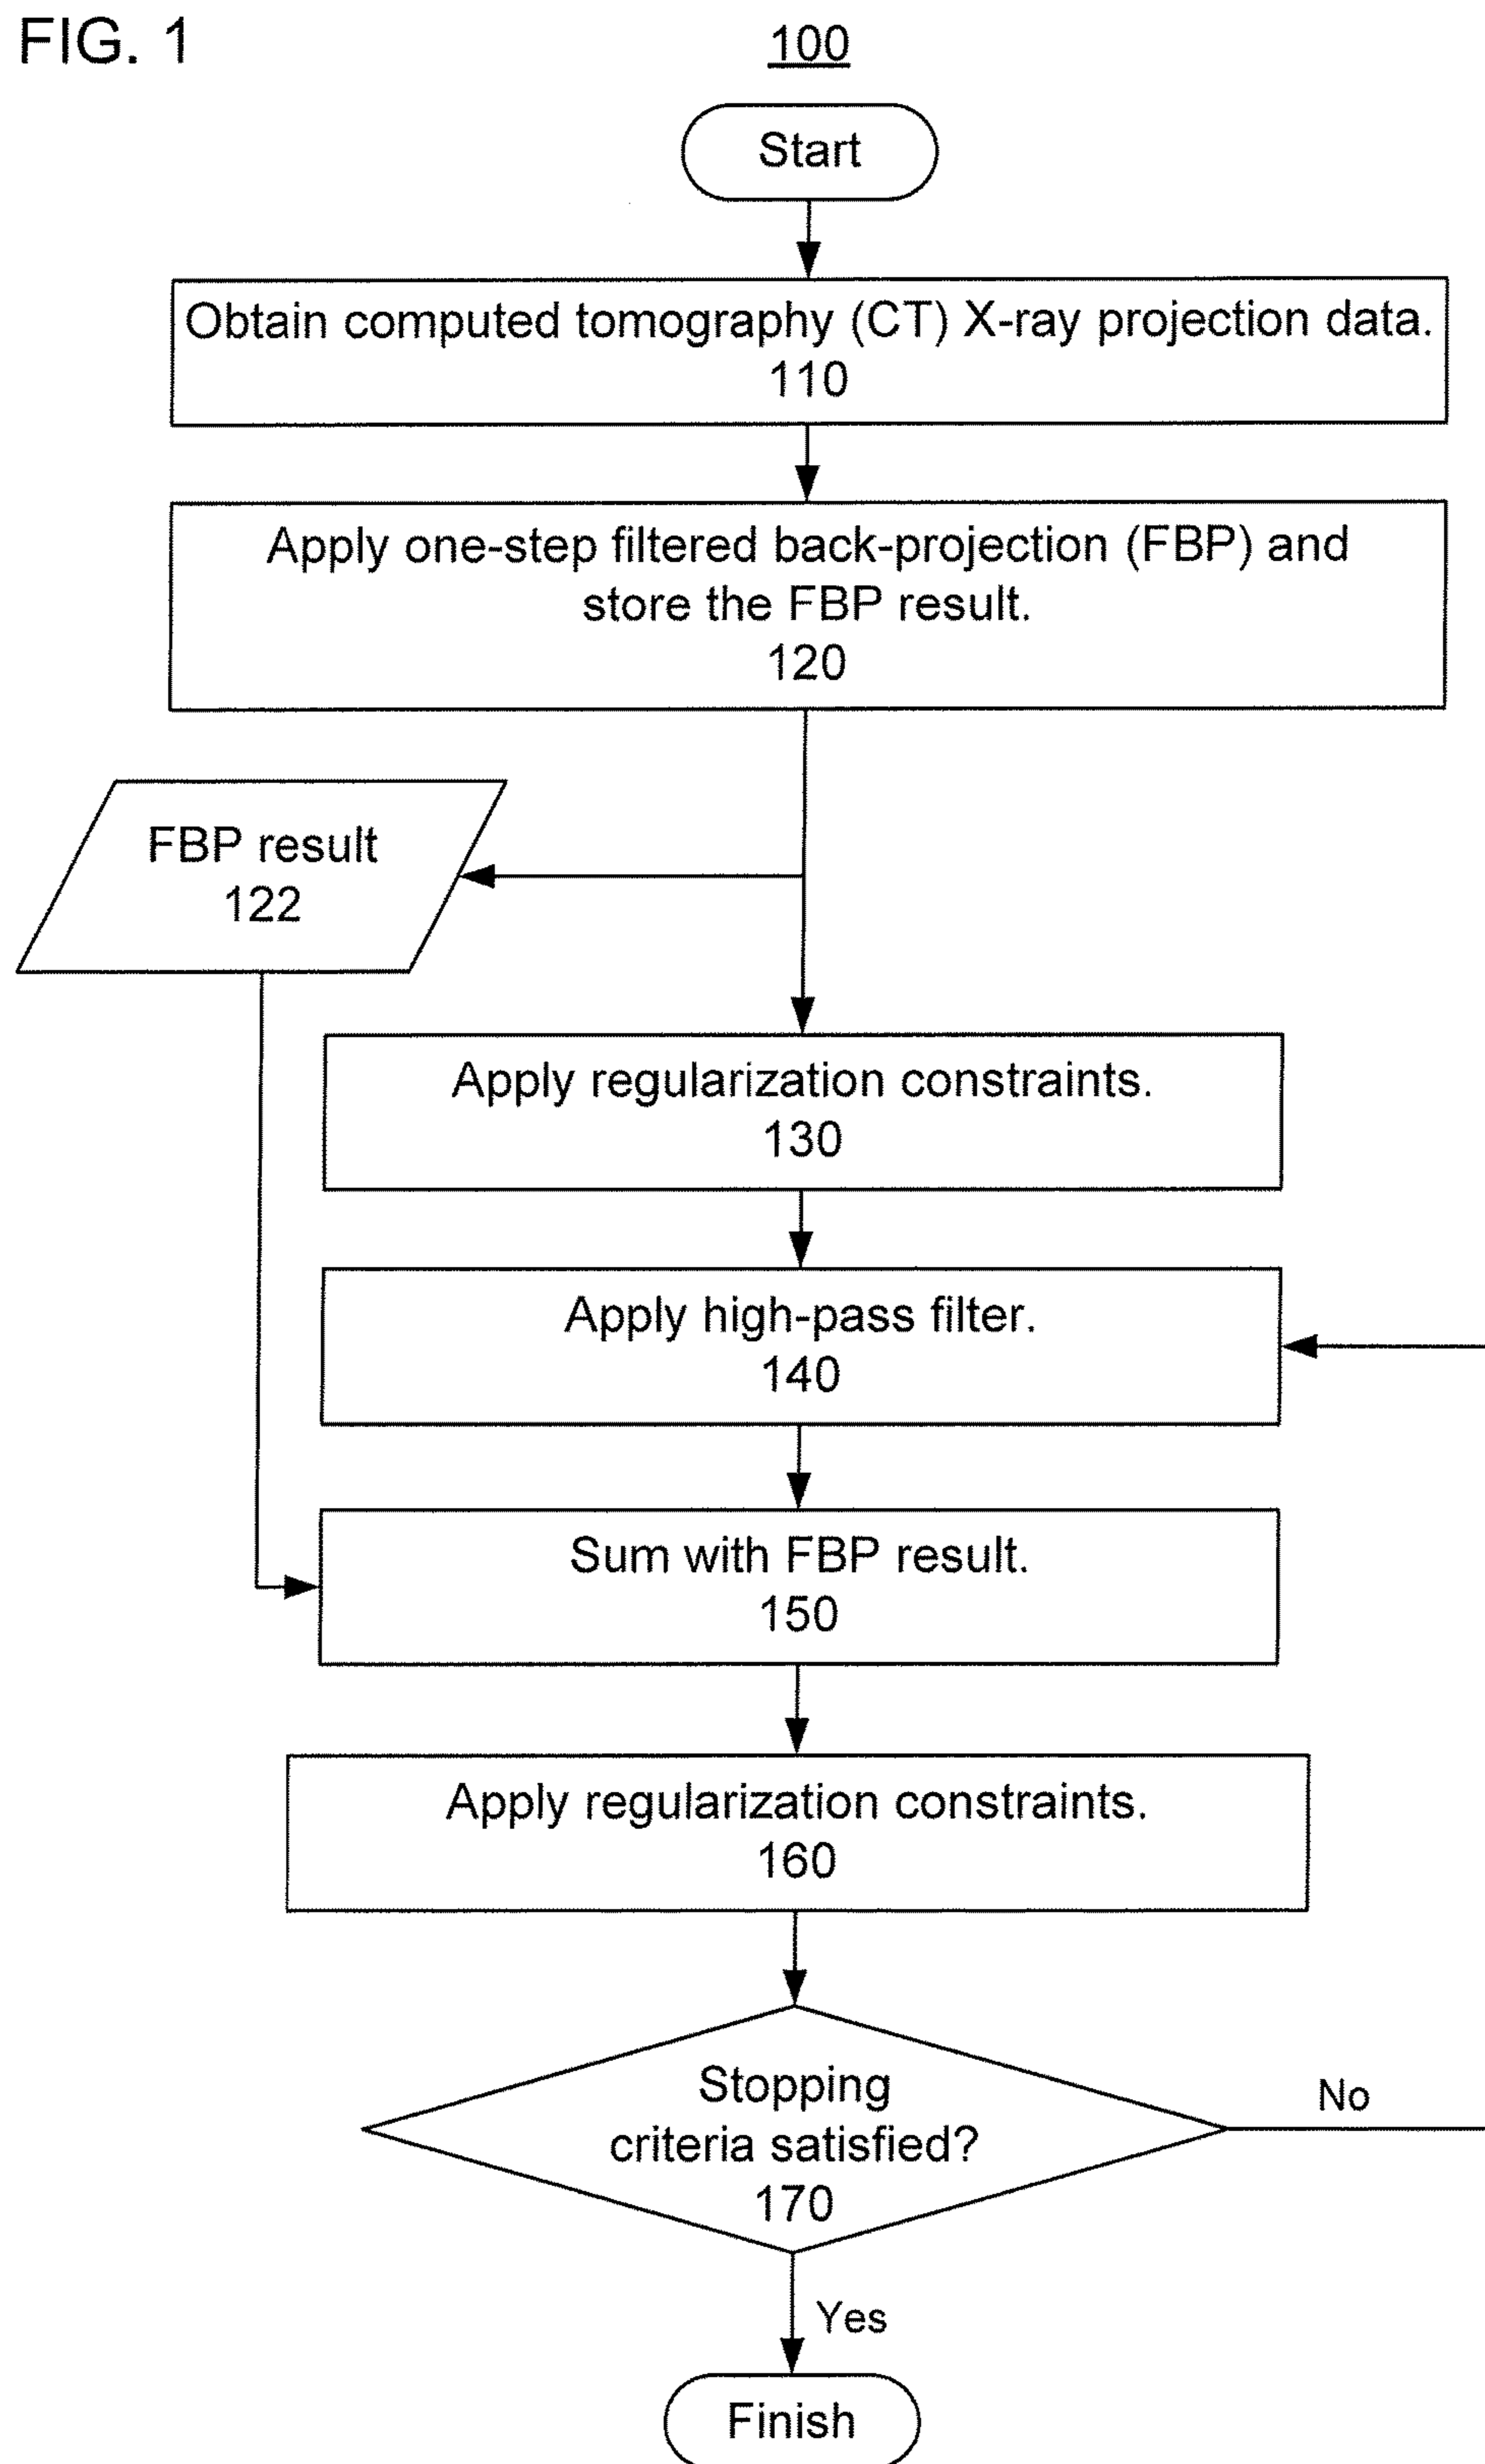 FIG. 1
100
Start
Obtain computed tomography (CT) X-ray projection data.
110
Apply one-step filtered back-projection (FBP) and
store the FBP result.
120
FBP result
122
Apply regularization constraints.
130
Apply high-pass filter.
140
Sum with FBP result.
150
Apply regularization constraints.
160
Stopping
criteria satisfied?
170
No
Yes
Finish